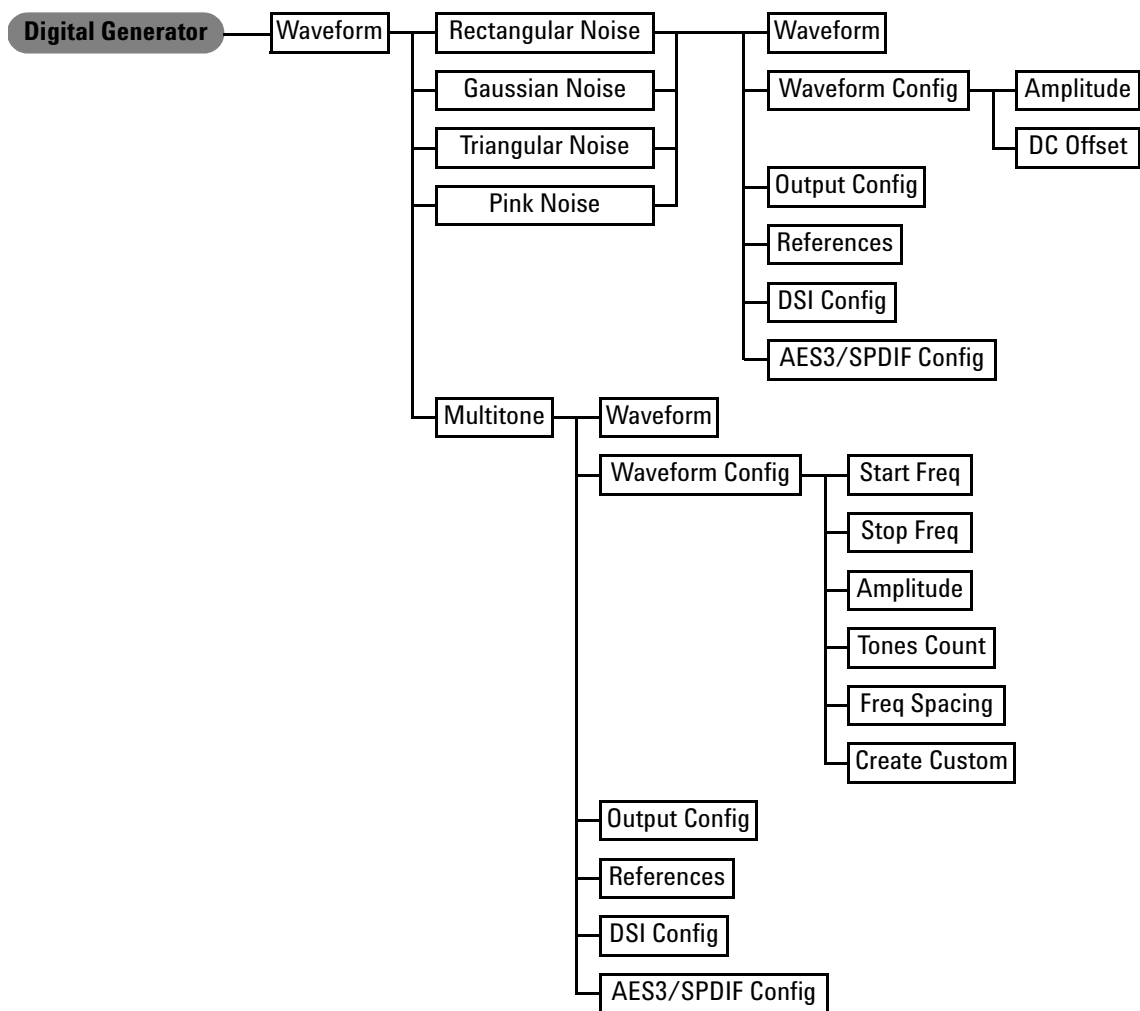 Digital Generator
Waveform
Rectangular Noise
Gaussian Noise
Triangular Noise
Pink Noise
Waveform
Waveform Config
Amplitude
DC Offset
Output Config
References
DSI Config
AES3/SPDIF Config
Multitone
Waveform
Waveform Config
Start Freq
Stop Freq
Amplitude
Tones Count
Freq Spacing
Create Custom
Output Config
References
DSI Config
AES3/SPDIF Config